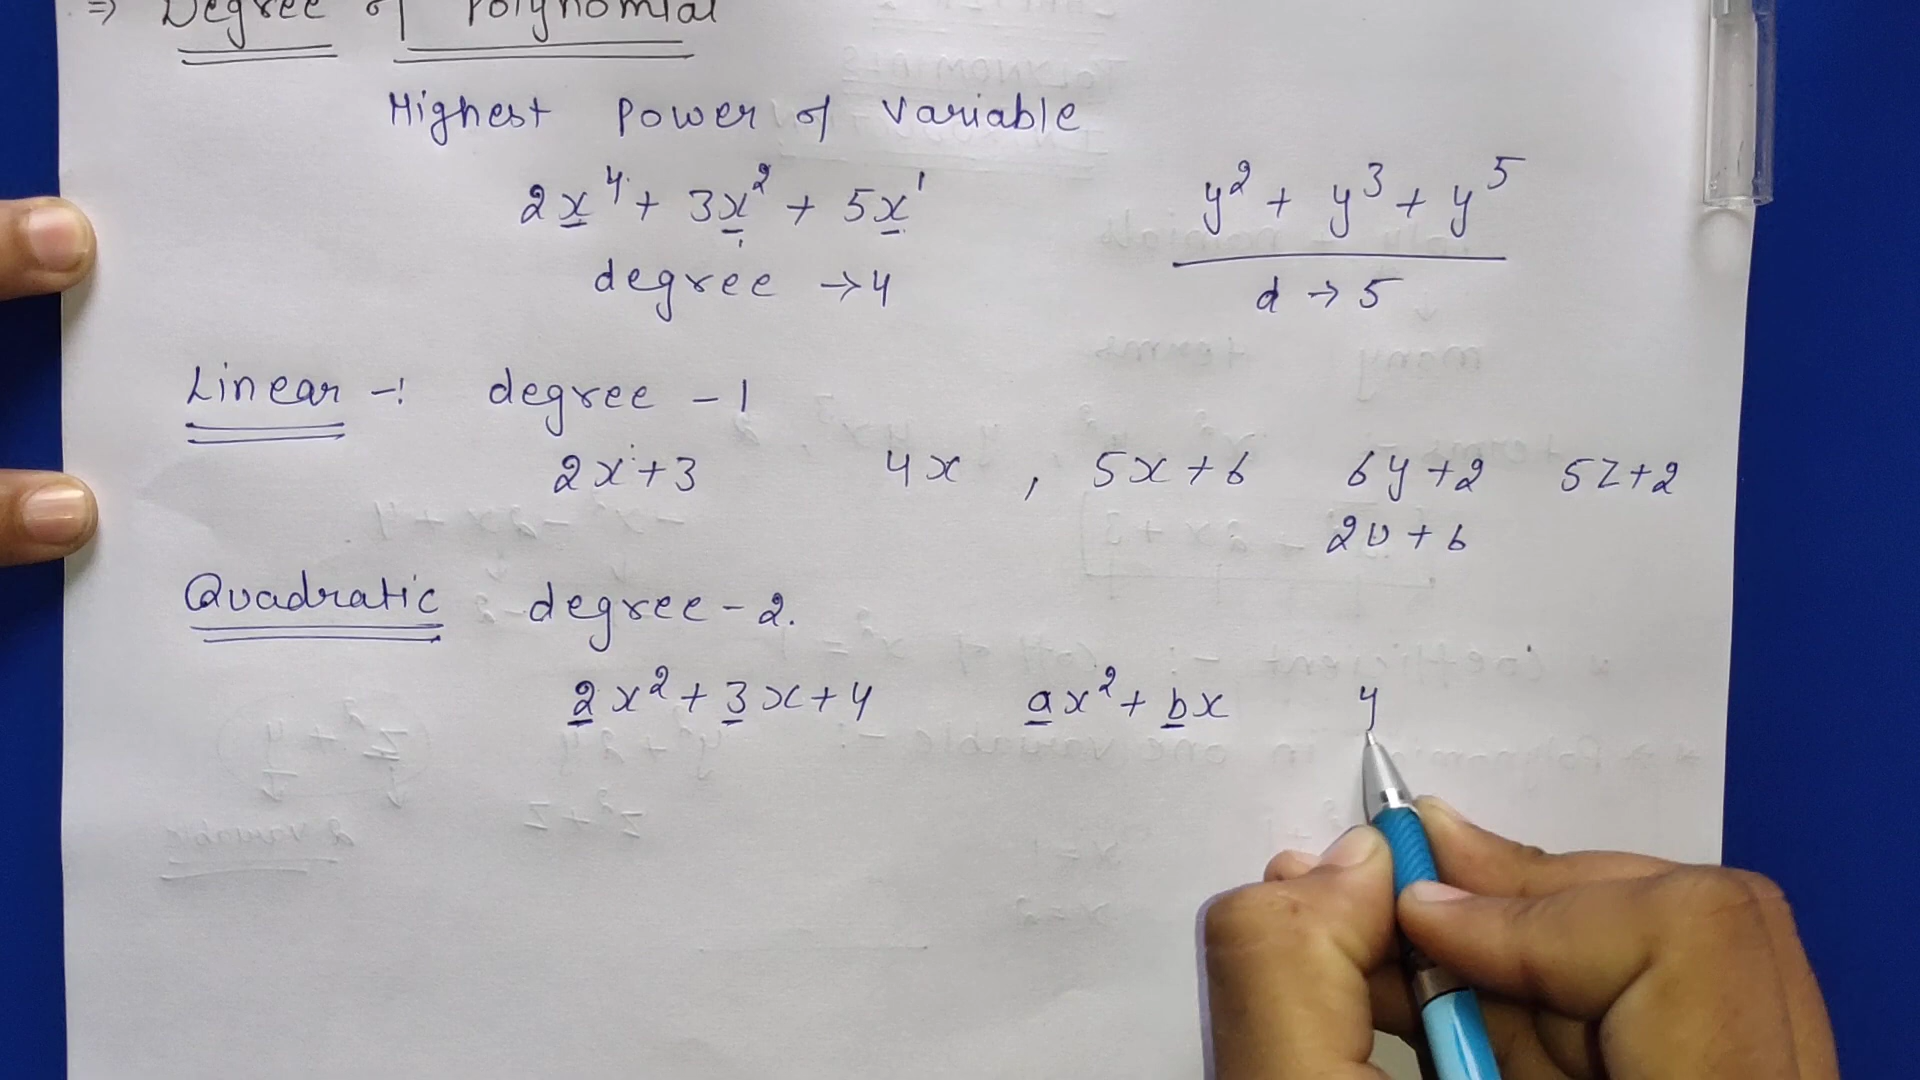 ⇒ Degree of Polynomial
Highest Power of Variable
2x⁴ + 3x² + 5x¹ y² + y³ + y⁵
degree → 4 d → 5
Linear -: degree - 1
2x + 3 4x , 5x + 6 6y + 2 5z + 2
2u + 6
Quadratic degree - 2.
2x² + 3x + 4 ax² + bx y